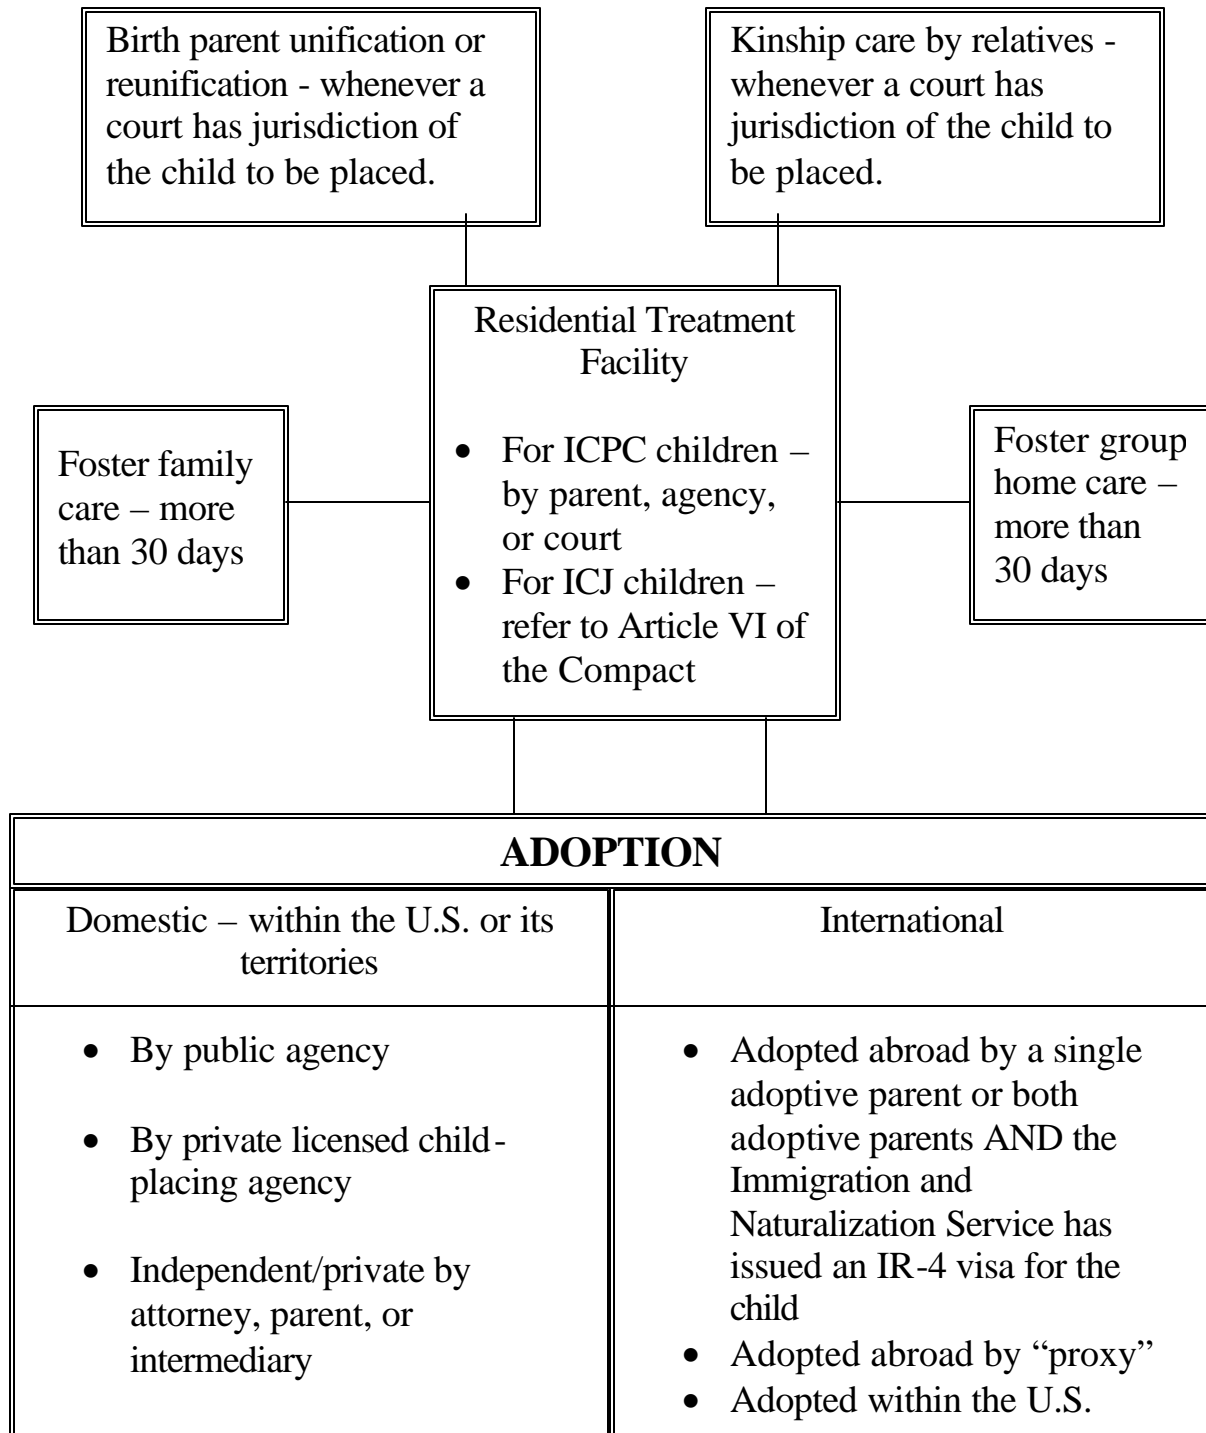 Birth parent unification or
reunification - whenever a
court has jurisdiction of
the child to be placed.
Kinship care by relatives -
whenever a court has
jurisdiction of the child to
be placed.
Residential Treatment
Facility
• For ICPC children –
by parent, agency,
or court
• For ICJ children –
refer to Article VI of
the Compact
Foster family
care – more
than 30 days
Foster group
home care –
more than
30 days
ADOPTION
Domestic – within the U.S. or its
territories
International
• By public agency
• By private licensed child-
placing agency
• Independent/private by
attorney, parent, or
intermediary
• Adopted abroad by a single
adoptive parent or both
adoptive parents AND the
Immigration and
Naturalization Service has
issued an IR-4 visa for the
child
• Adopted abroad by “proxy”
• Adopted within the U.S.